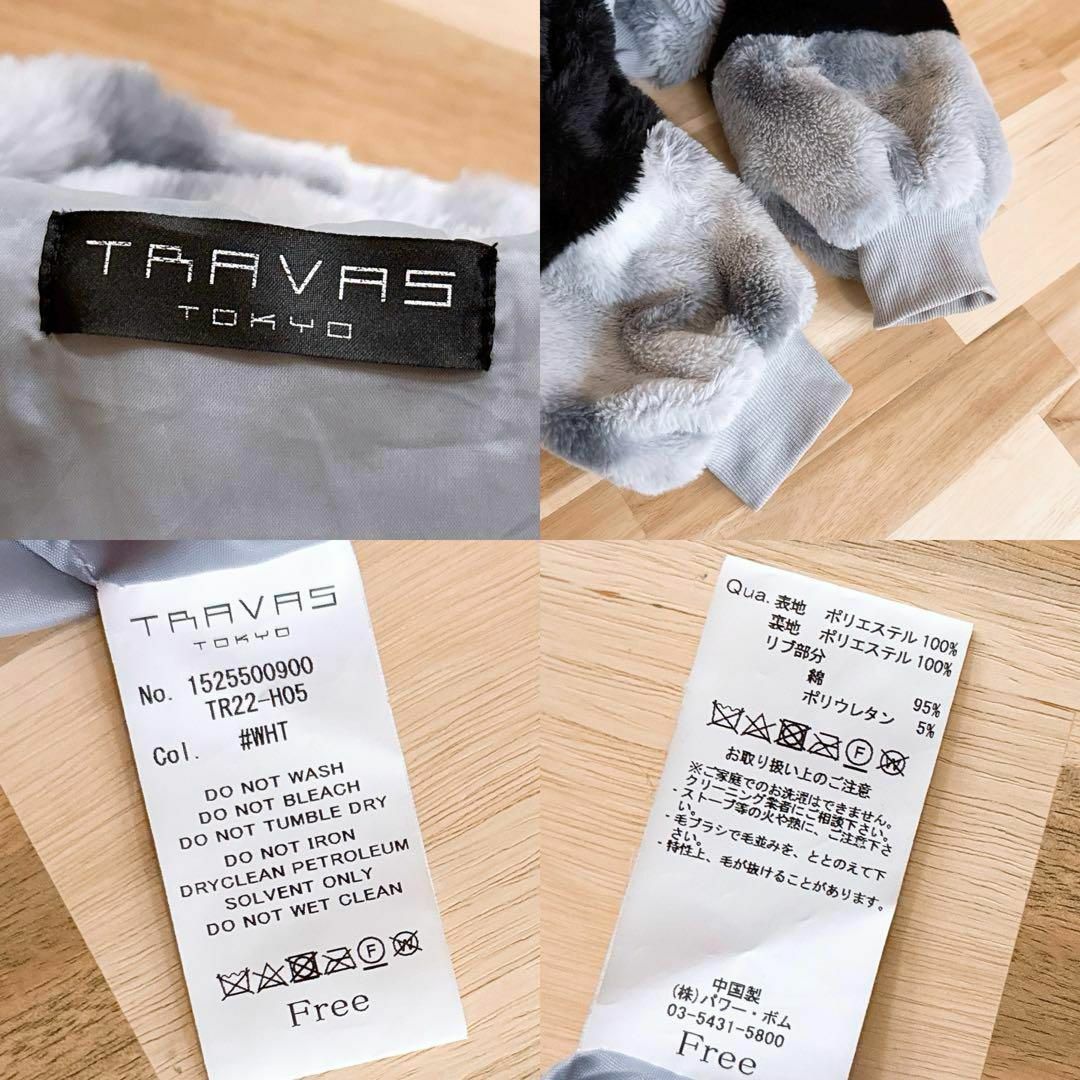 TRAVAS
TOKYO
TRAVAS
TOKYO
No. 1525500900
TR22-H05
Col. #WHT
DO NOT WASH
DO NOT BLEACH
DO NOT TUMBLE DRY
DO NOT IRON
DRYCLEAN PETROLEUM
SOLVENT ONLY
DO NOT WET CLEAN
F W
Free
Qua. 表地 ポリエステル 100%
裏地 ポリエステル 100%
リブ部分
綿 95%
ポリウレタン 5%
F W
お取り扱い上のご注意
※ご家庭でのお洗濯はできません。
クリーニング業者にご相談下さい。
・ストーブ等の火や熱に、ご注意下さ
い。
・毛ブラシで毛並みを、ととのえて下
さい。
・特性上、毛が抜けることがあります。
中国製
(株)パワー・ボム
03-5431-5800
Free